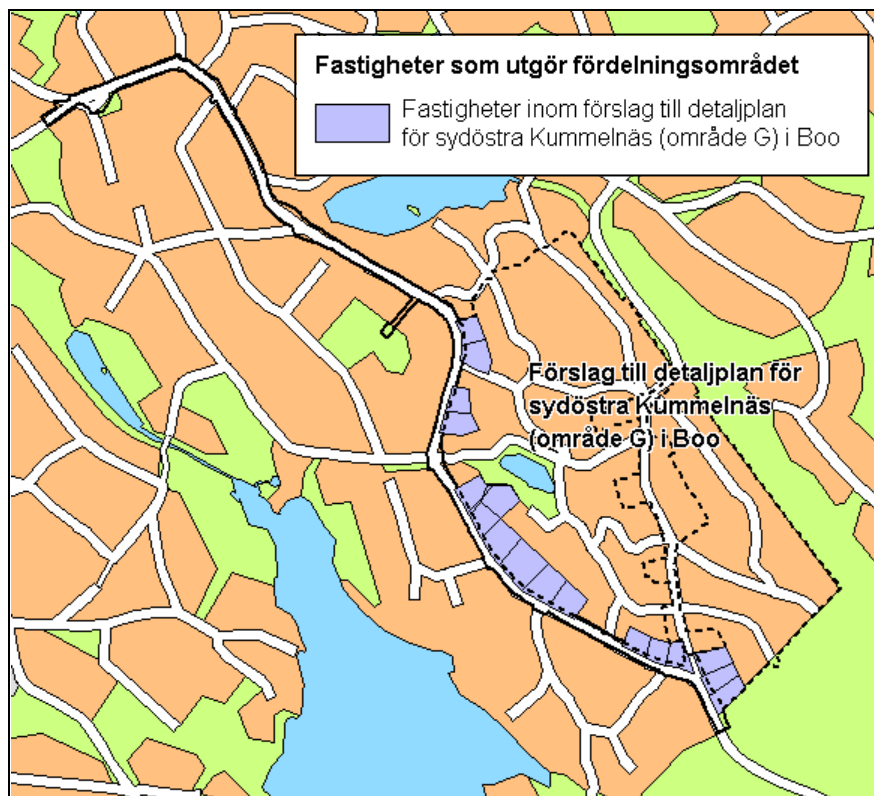 Fastigheter som utgör fördelningsområdet
Fastigheter inom förslag till detaljplan
för sydöstra Kummelnäs (område G) i Boo
Förslag till detaljplan för
sydöstra Kummelnäs
(område G) i Boo